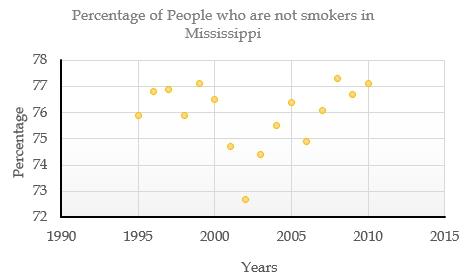 Percentage of People who are not smokers in
Mississippi
78
77
76
75
74
73
72
Percentage
1990 1995 2000 2005 2010 2015
Years